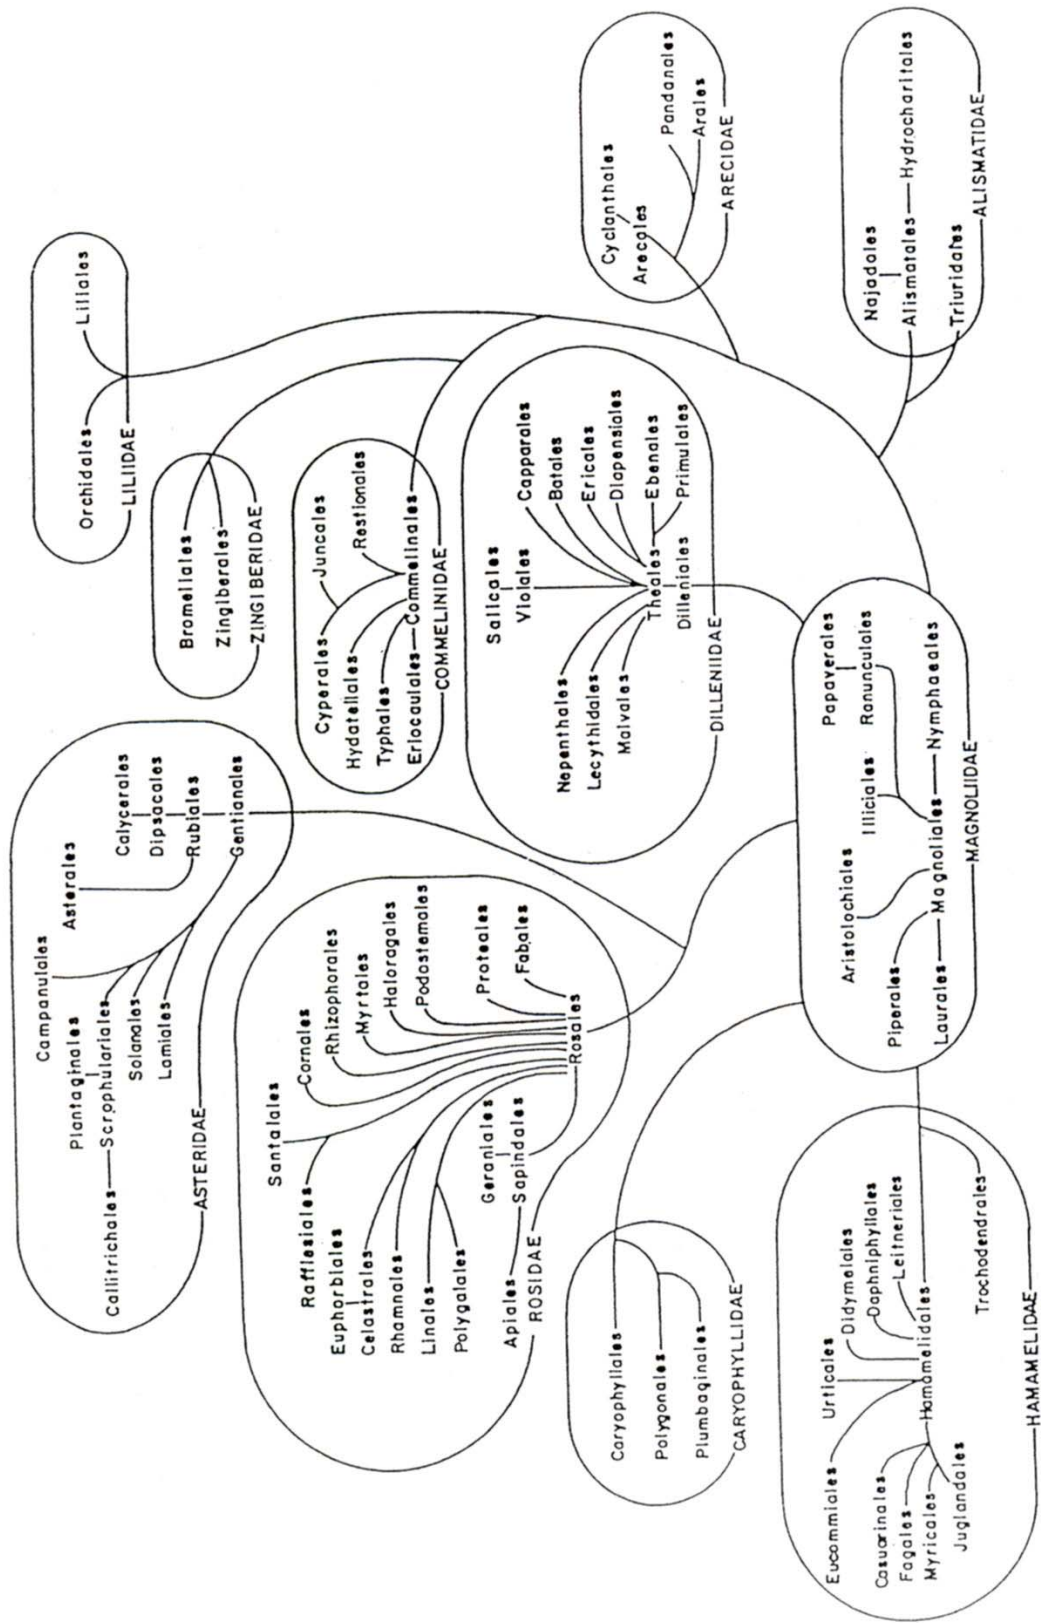 Orchidales
Liliales
LILIIDAE
Bromeliales
Zingiberales
ZINGIBERIDAE
Cyperales
Juncales
Hydatellales
Restionales
Typhales
Eriocaulales
Commelinales
COMMELINIDAE
Cyclanthales
Arecales
Pandanales
Arales
ARECIDAE
Najadales
Alismatales
Hydrocharitales
Triuridates
ALISMATIDAE
Salicales
Violales
Capparales
Batales
Ericales
Diapensiales
Ebenales
Primulales
Nepenthales
Lecythidales
Malvales
Theales
Dilleniales
DILLENIIDAE
Campanulales
Asterales
Calycerales
Dipsacales
Rubiales
Gentianales
Plantaginales
Callitrichales
Scrophulariales
Solanales
Lamiales
ASTERIDAE
Santalales
Cornales
Rhizophorales
Myrtales
Haloragales
Podostemales
Proteales
Fabales
Rosales
Rafflesiales
Euphorbiales
Celastrales
Rhamnales
Linales
Polygalales
Geraniales
Sapindales
Apiales
ROSIDAE
Papaverales
Ranunculales
Illiciales
Aristolochiales
Piperales
Laurales
Magnoliales
Nymphaeales
MAGNOLIIDAE
Caryophyllales
Polygonales
Plumbaginales
CARYOPHYLLIDAE
Urticales
Didymelales
Daphniphyllales
Leitneriales
Eucommiales
Hamamelidales
Trochodendrales
Casuarinales
Fagales
Myricales
Juglandales
HAMAMELIDAE